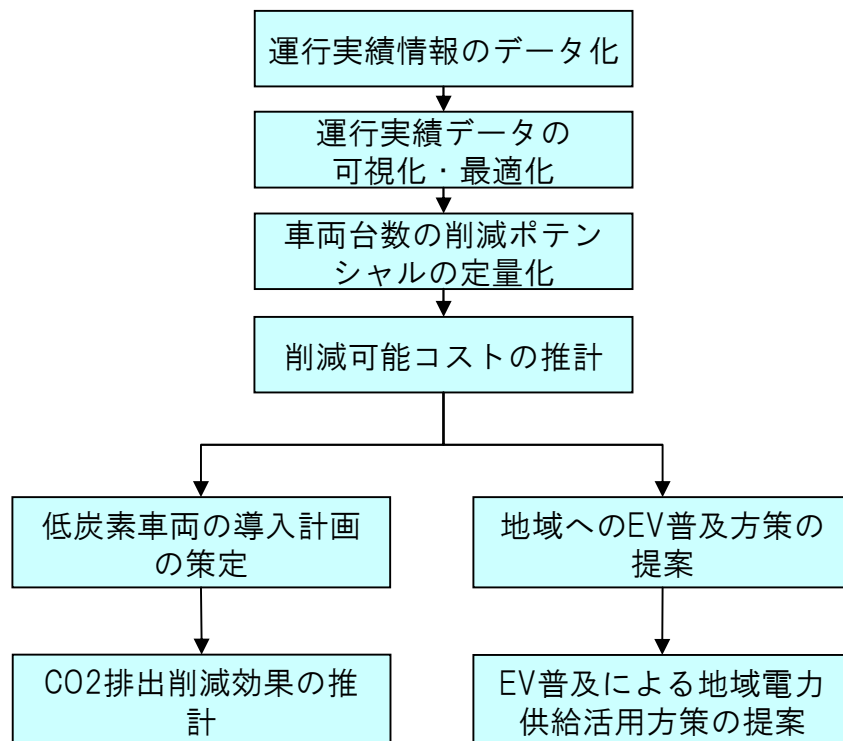 運行実績情報のデータ化
運行実績データの
可視化・最適化
車両台数の削減ポテン
シャルの定量化
削減可能コストの推計
低炭素車両の導入計画
の策定
地域へのEV普及方策の
提案
CO2排出削減効果の推
計
EV普及による地域電力
供給活用方策の提案